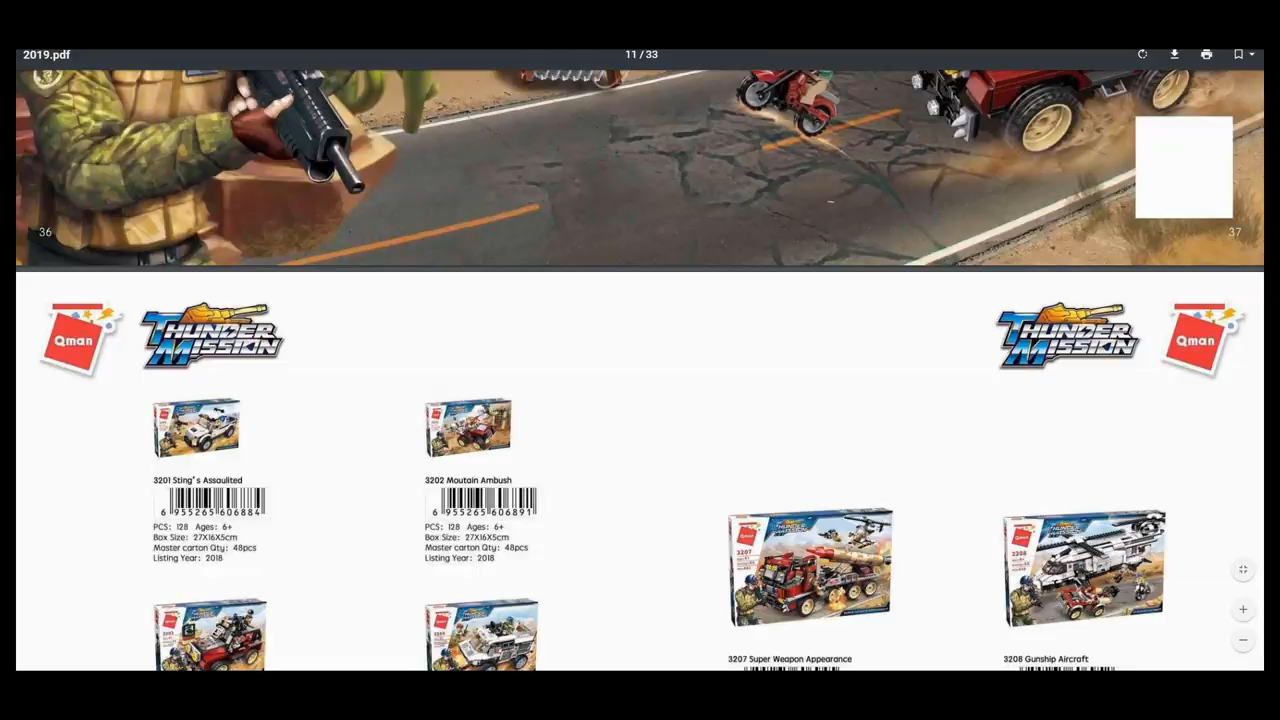 2019.pdf
11 / 33
36
37
Qman
THUNDER
MISSION
THUNDER
MISSION
Qman
3201 Sting's Assaulited
6 955265 606884
PCS: 128 Ages: 6+
Box Size: 27X16X5cm
Master carton Qty: 48pcs
Listing Year: 2018
3202 Moutain Ambush
6 955265 606891
PCS: 128 Ages: 6+
Box Size: 27X16X5cm
Master carton Qty: 48pcs
Listing Year: 2018
3207
3207 Super Weapon Appearance
3208
3208 Gunship Aircraft